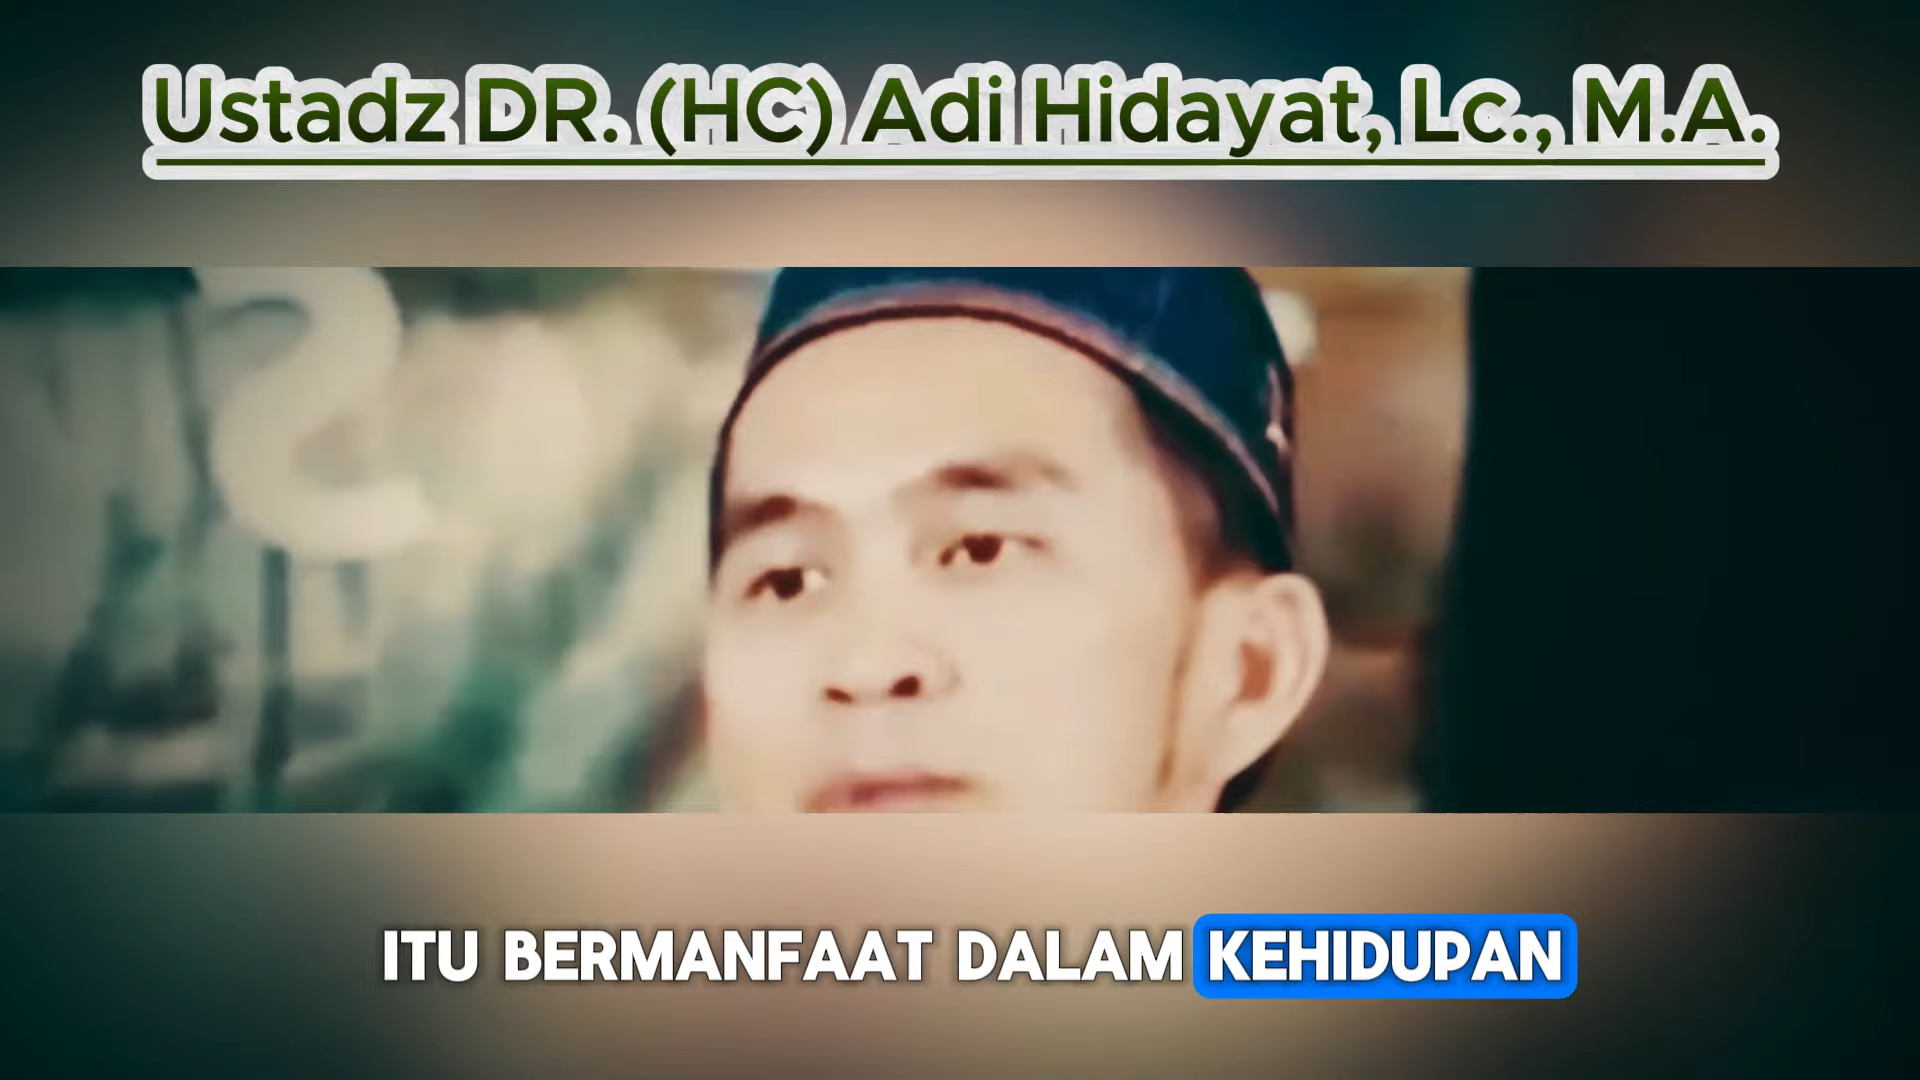 Ustadz DR. (HC) Adi Hidayat, Lc., M.A.
ITU BERMANFAAT DALAM KEHIDUPAN